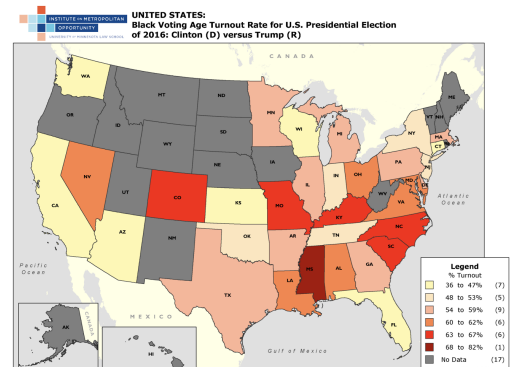 INSTITUTE ON METROPOLITAN
OPPORTUNITY
UNIVERSITY OF MINNESOTA LAW SCHOOL
UNITED STATES:
Black Voting Age Turnout Rate for U.S. Presidential Election
of 2016: Clinton (D) versus Trump (R)
CANADA
WA
MT
ND
MN
ME
OR
ID
SD
WI
MI
VT
NH
NY
MA
WY
CT
NE
IA
PA
NJ
NV
UT
IL
IN
OH
MD
DE
WV
CO
KS
MO
KY
VA
Atlantic
Ocean
CA
AZ
NM
OK
AR
TN
NC
SC
MS
AL
GA
TX
LA
FL
Pacific
Ocean
MEXICO
Gulf of Mexico
AK
CANADA
HI
Legend
% Turnout
36 to 47% (7)
48 to 53% (5)
54 to 59% (9)
60 to 62% (6)
63 to 67% (6)
68 to 82% (1)
No Data (17)